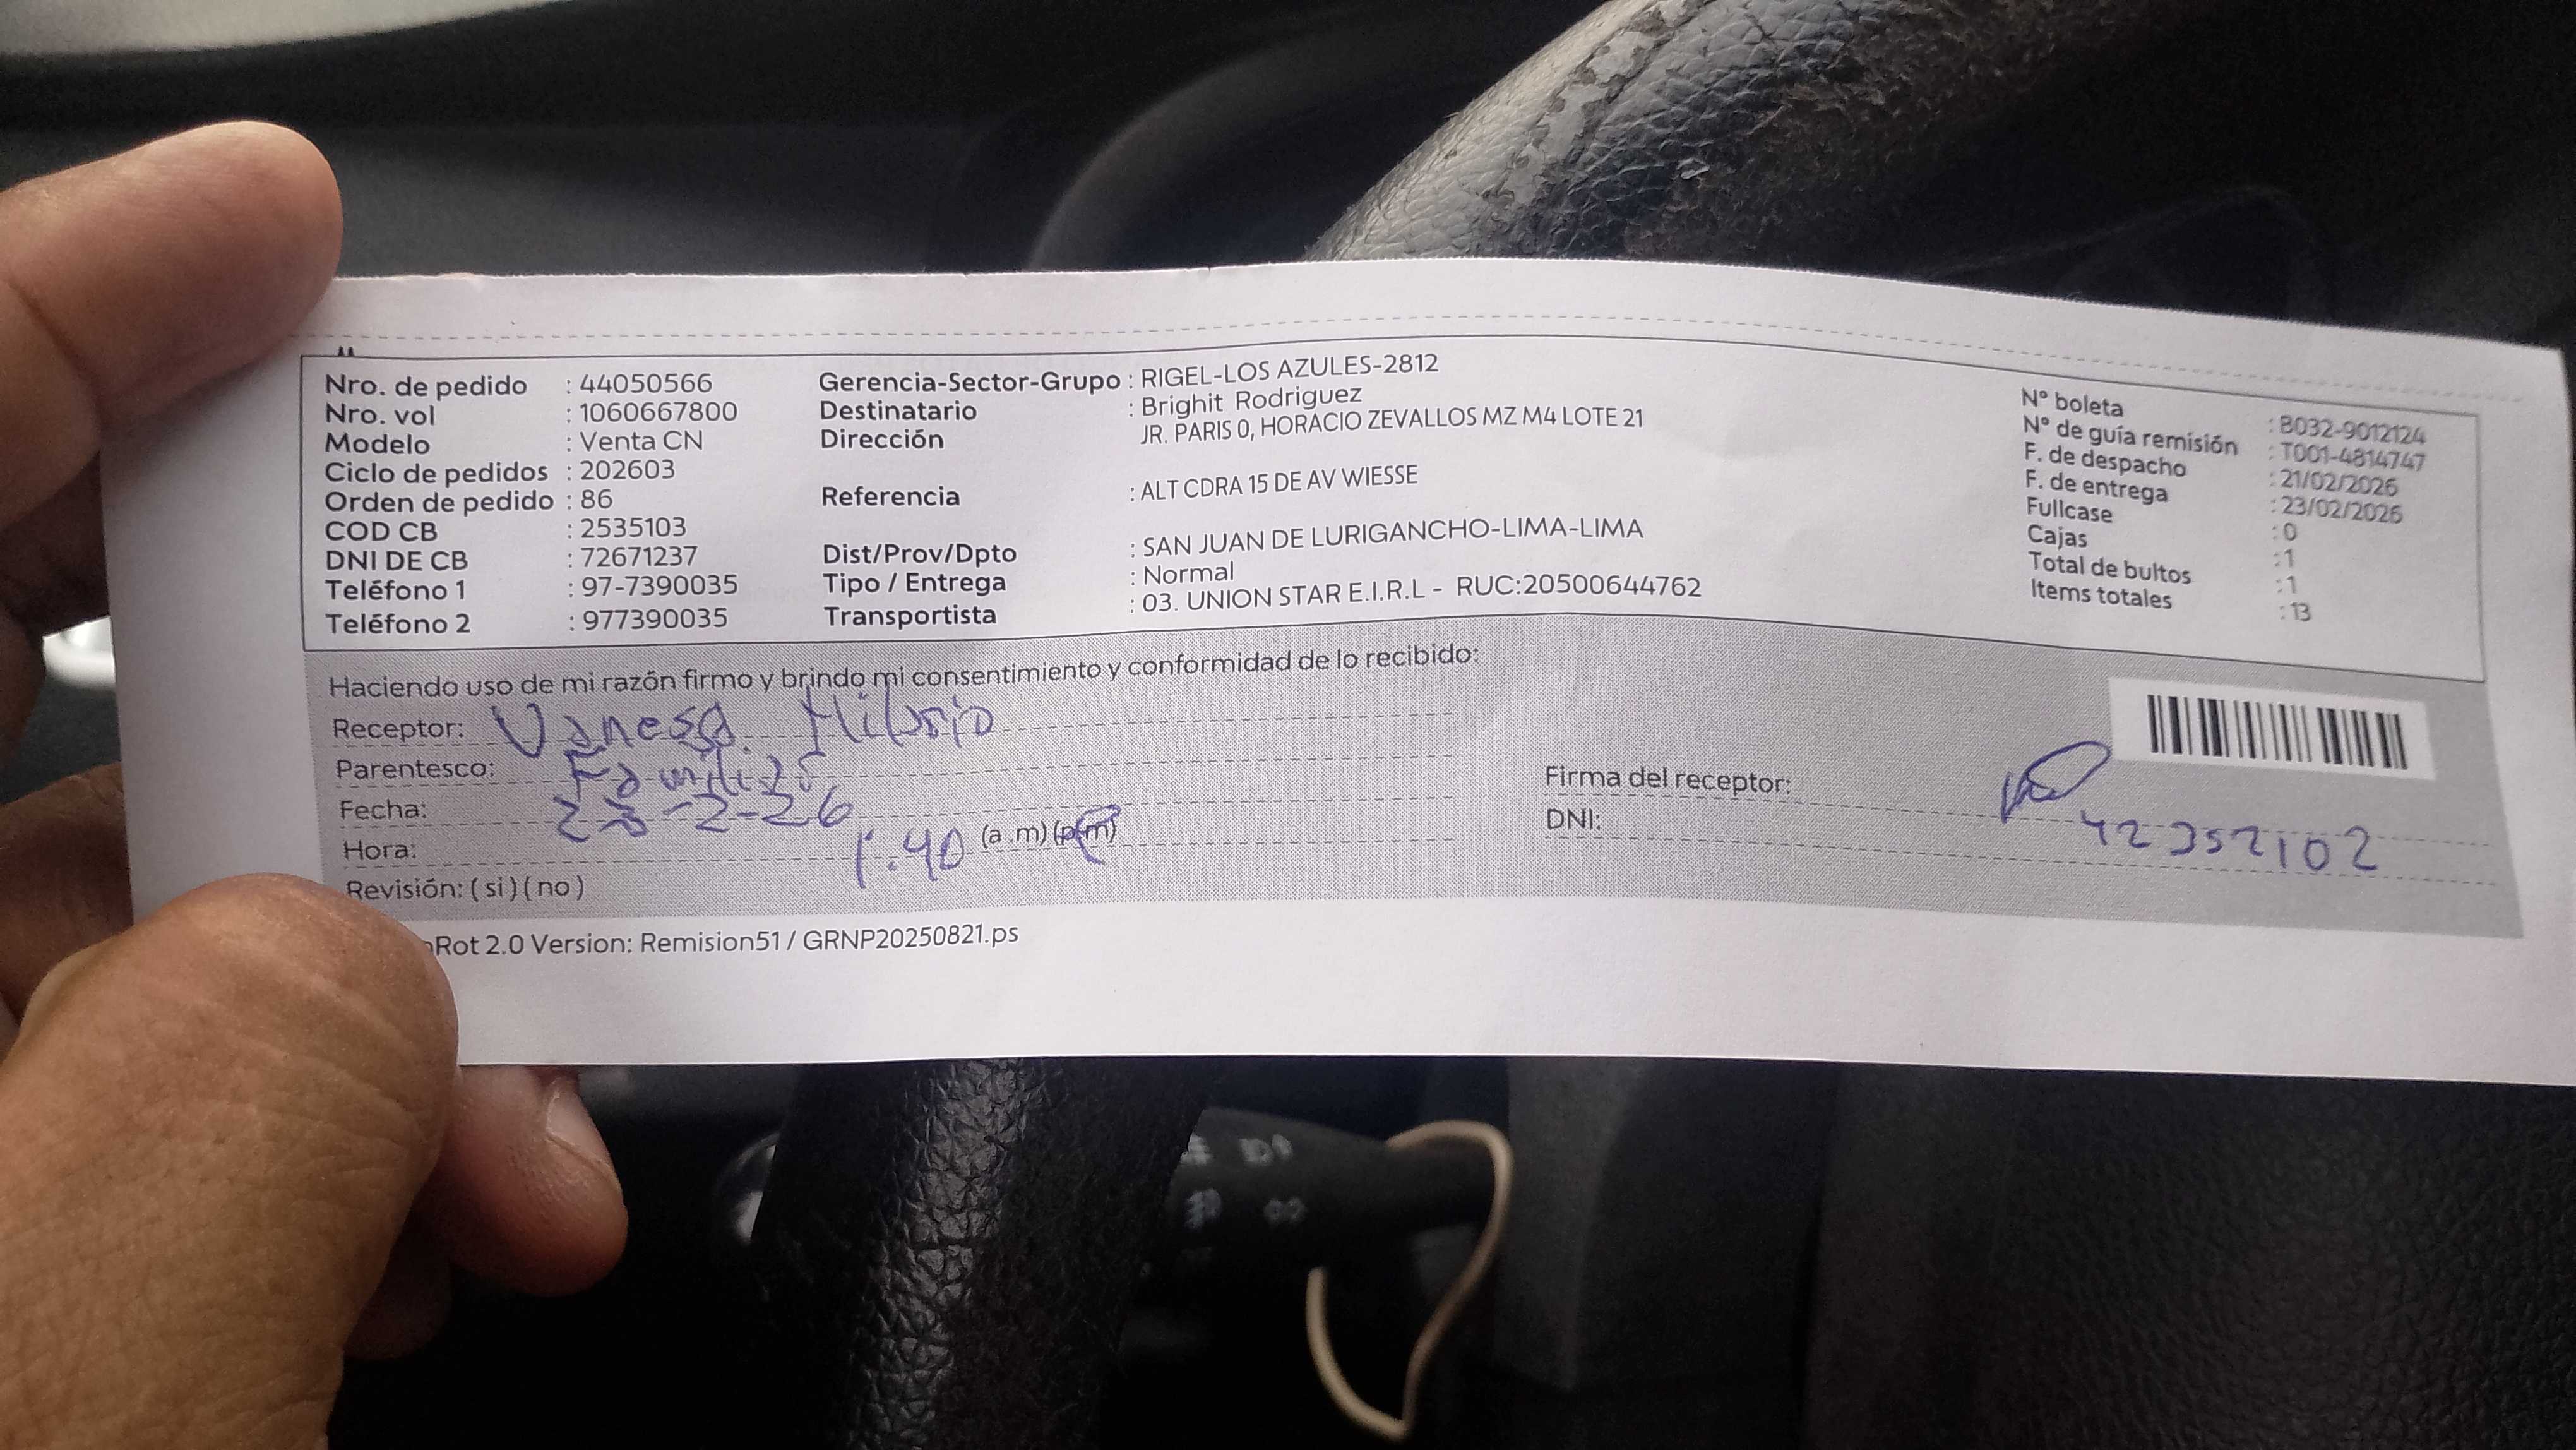 Nro. de pedido : 44050566
Nro. vol : 1060667800
Modelo : Venta CN
Ciclo de pedidos : 202603
Orden de pedido : 86
COD CB : 2535103
DNI DE CB : 72671237
Teléfono 1 : 97-7390035
Teléfono 2 : 977390035
Gerencia-Sector-Grupo : RIGEL-LOS AZULES-2812
Destinatario : Brighit Rodriguez
Dirección JR. PARIS 0, HORACIO ZEVALLOS MZ M4 LOTE 21
Referencia : ALT CDRA 15 DE AV WIESSE
Dist/Prov/Dpto : SAN JUAN DE LURIGANCHO-LIMA-LIMA
Tipo / Entrega : Normal
Transportista : 03. UNION STAR E.I.R.L - RUC:20500644762
N° boleta : B032-9012124
N° de guía remisión : T001-4814747
F. de despacho : 21/02/2026
F. de entrega : 23/02/2026
Fullcase : 0
Cajas : 1
Total de bultos : 1
Items totales : 13
Haciendo uso de mi razón firmo y brindo mi consentimiento y conformidad de lo recibido:
Receptor: Vanesa
Parentesco:
Fecha: 23-2-26
Hora: 1:40 (a.m) (p.m)
Revisión: ( si ) ( no )
Firma del receptor:
DNI: 42352102
Rot 2.0 Version: Remision51 / GRNP20250821.ps